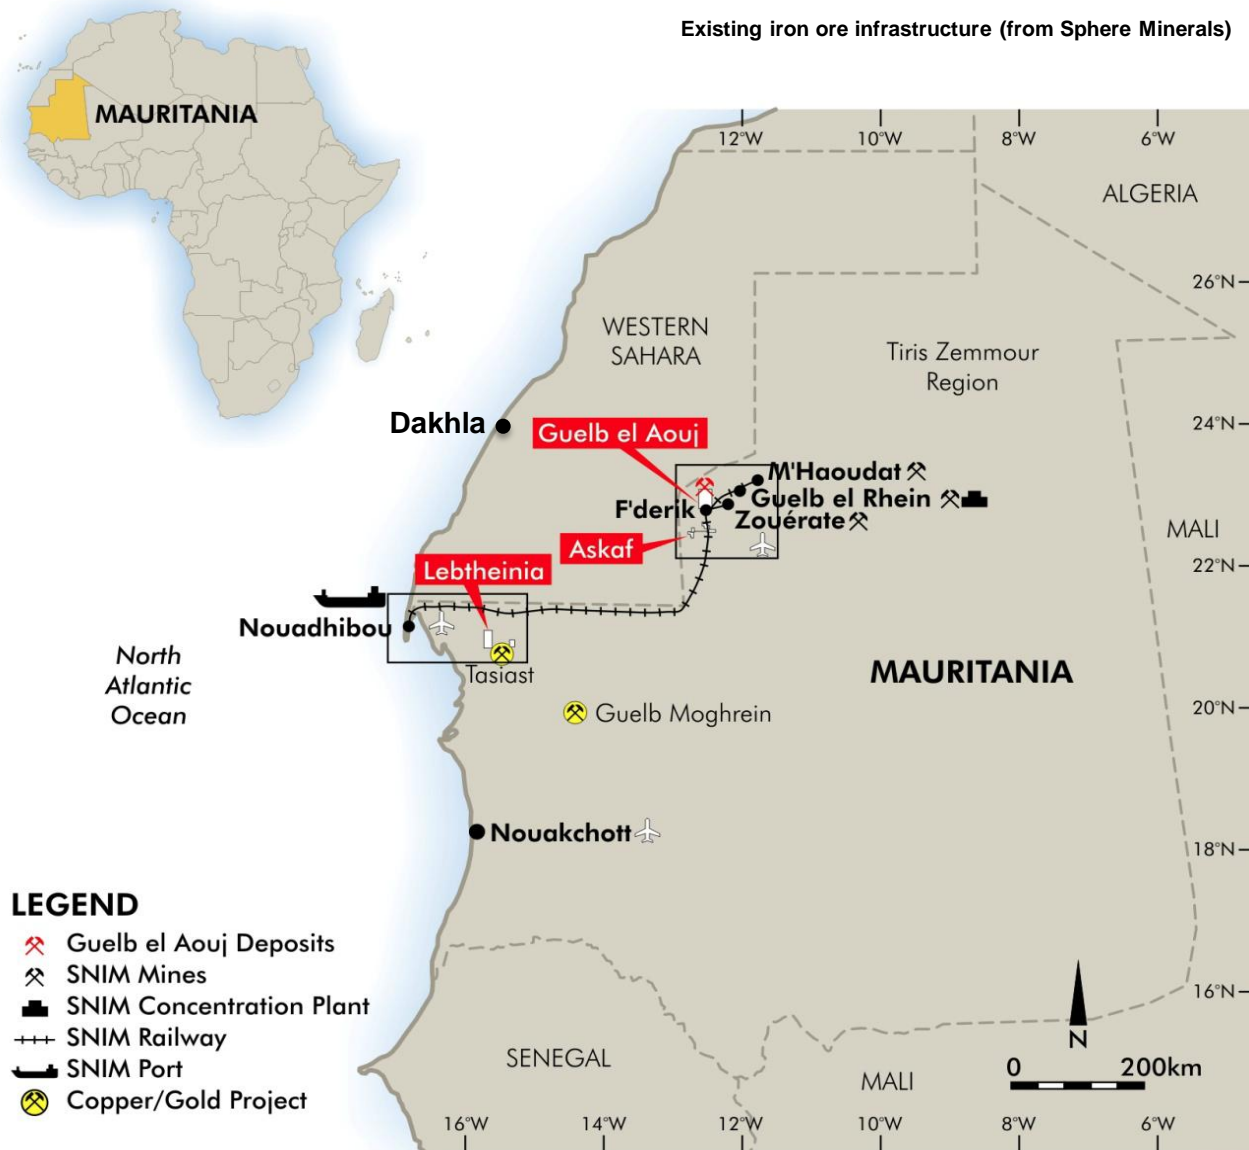 Existing iron ore infrastructure (from Sphere Minerals)
MAURITANIA
12°W
10°W
8°W
6°W
ALGERIA
26°N
WESTERN
SAHARA
Tiris Zemmour
Region
Dakhla
24°N
Guelb el Aouj
M'Haoudat
Guelb el Rhein
F'derik
Zouérate
MALI
Askaf
22°N
Lebtheinia
Nouadhibou
North
Atlantic
Ocean
Tasiast
MAURITANIA
20°N
Guelb Moghrein
Nouakchott
18°N
LEGEND
Guelb el Aouj Deposits
SNIM Mines
SNIM Concentration Plant
SNIM Railway
SNIM Port
Copper/Gold Project
16°N
N
SENEGAL
MALI
0 200km
16°W
14°W
12°W
10°W
8°W
6°W